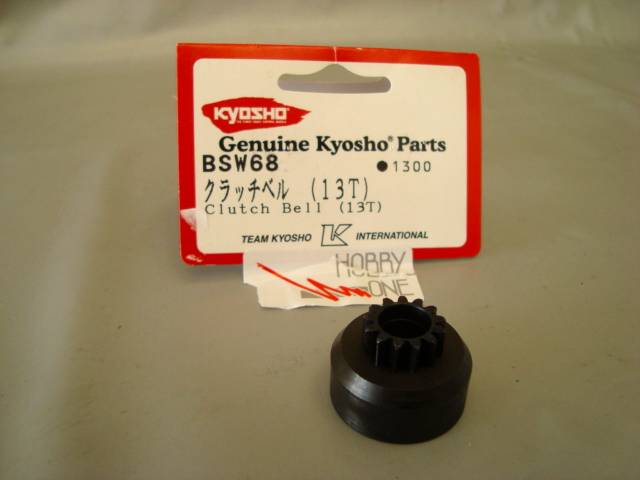 KYOSHO
Genuine Kyosho® Parts
BSW68 ●1300
クラッチベル (13T)
Clutch Bell (13T)
TEAM KYOSHO K INTERNATIONAL
HOBBY
ONE